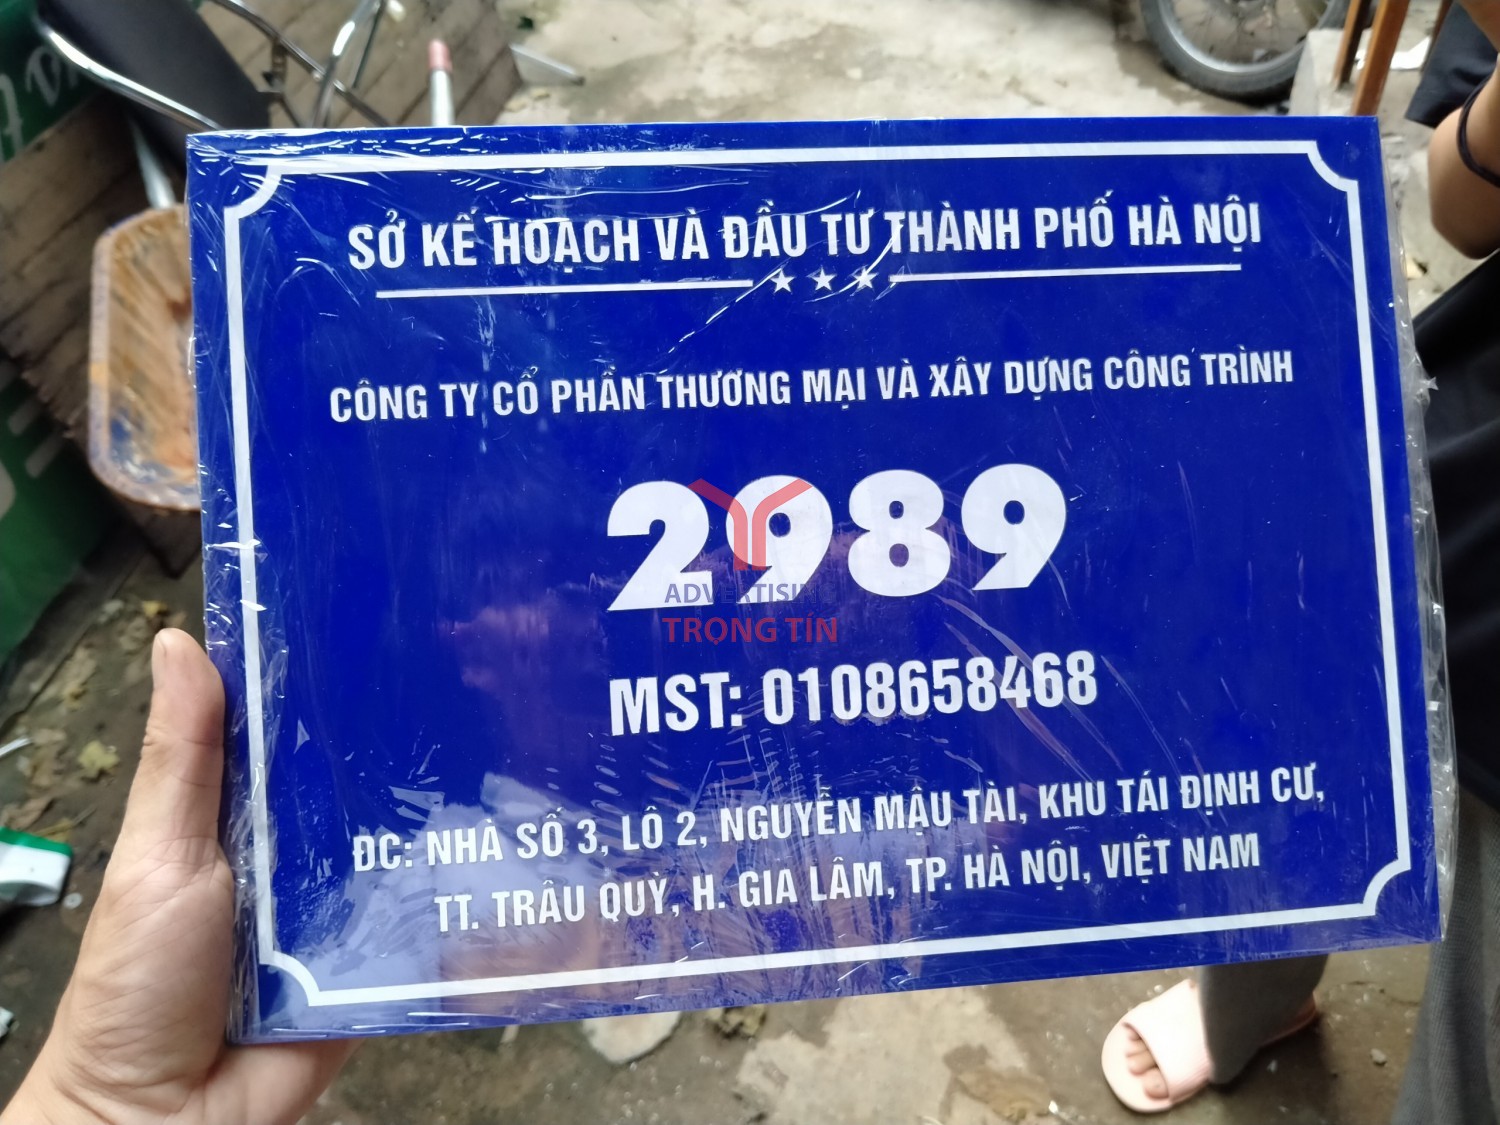 SỞ KẾ HOẠCH VÀ ĐẦU TƯ THÀNH PHỐ HÀ NỘI
CÔNG TY CỔ PHẦN THƯƠNG MẠI VÀ XÂY DỰNG CÔNG TRÌNH
2989
ADVERTISING
TRỌNG TÍN
MST: 0108658468
ĐC: NHÀ SỐ 3, LÔ 2, NGUYỄN MẬU TÀI, KHU TÁI ĐỊNH CƯ,
TT. TRÂU QUỲ, H. GIA LÂM, TP. HÀ NỘI, VIỆT NAM